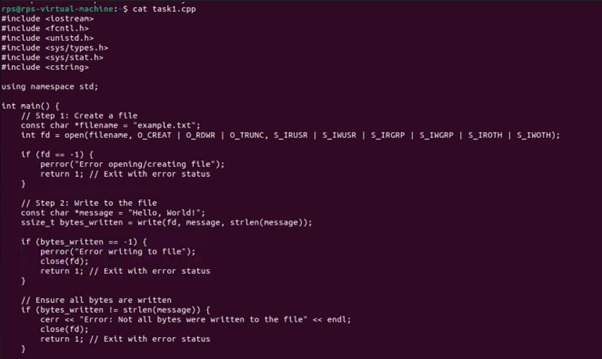 rps@rps-virtual-machine:~$ cat task1.cpp
#include <iostream>
#include <fcntl.h>
#include <unistd.h>
#include <sys/types.h>
#include <sys/stat.h>
#include <cstring>

using namespace std;

int main() {
    // Step 1: Create a file
    const char *filename = "example.txt";
    int fd = open(filename, O_CREAT | O_RDWR | O_TRUNC, S_IRUSR | S_IWUSR | S_IRGRP | S_IWGRP | S_IROTH | S_IWOTH);

    if (fd == -1) {
        perror("Error opening/creating file");
        return 1; // Exit with error status
    }

    // Step 2: Write to the file
    const char *message = "Hello, World!";
    ssize_t bytes_written = write(fd, message, strlen(message));

    if (bytes_written == -1) {
        perror("Error writing to file");
        close(fd);
        return 1; // Exit with error status
    }

    // Ensure all bytes are written
    if (bytes_written != strlen(message)) {
        cerr << "Error: Not all bytes were written to the file" << endl;
        close(fd);
        return 1; // Exit with error status
    }